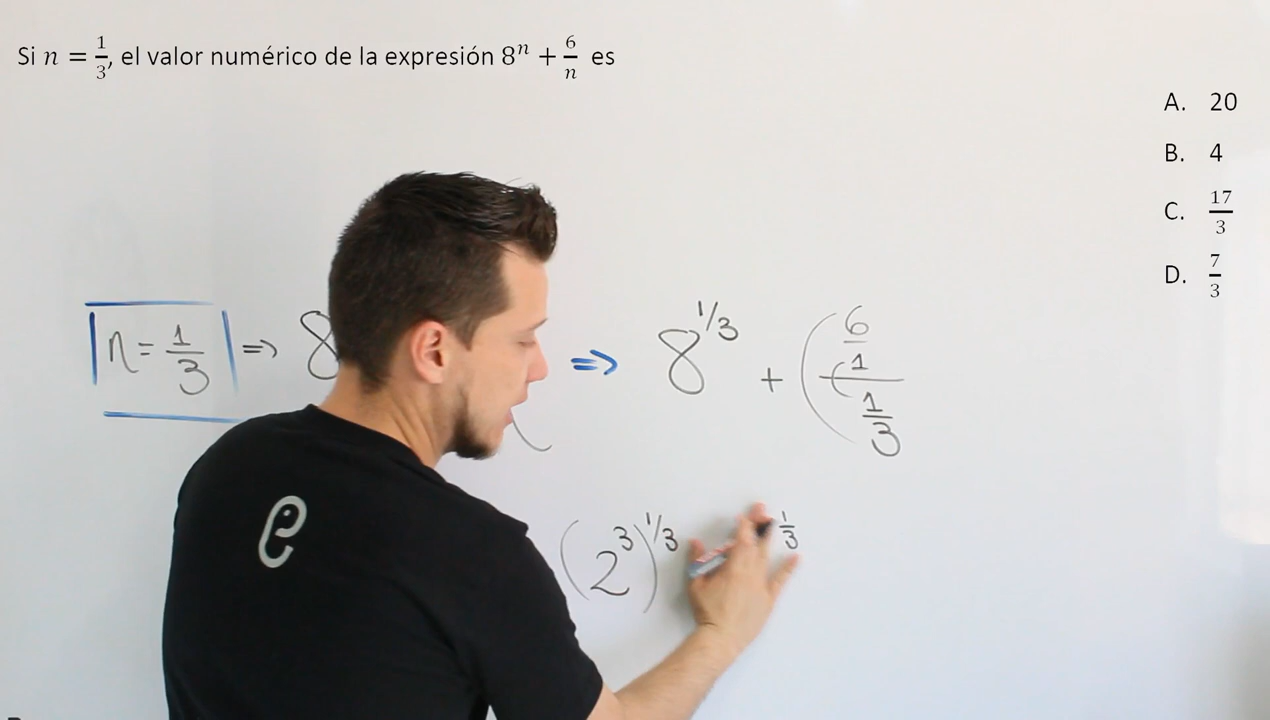 Si n = 1/3, el valor numérico de la expresión 8^n + 6/n es
A. 20
B. 4
C. 17/3
D. 7/3
n = 1/3 ⇒ 8 ⇒ 8^1/3 + (6/1 / (1/3
(2^3)^1/3 1/3